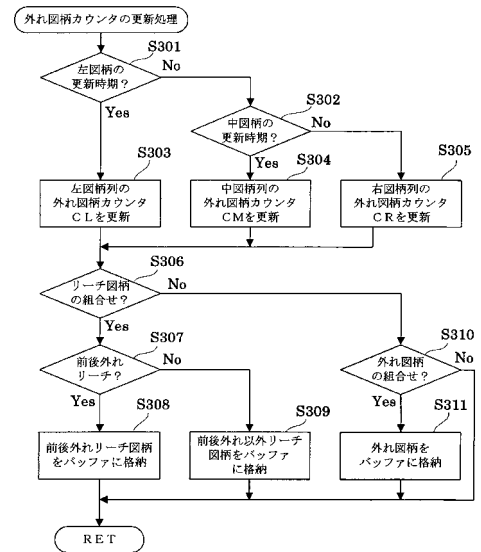 外れ図柄カウンタの更新処理
S301
左図柄の
更新時期？
No
Yes
S302
中図柄の
更新時期？
No
Yes
S303
左図柄列の
外れ図柄カウンタ
ＣＬを更新
S304
中図柄列の
外れ図柄カウンタ
ＣＭを更新
S305
右図柄列の
外れ図柄カウンタ
ＣＲを更新
S306
リーチ図柄
の組合せ？
No
Yes
S307
前後外れ
リーチ？
No
Yes
S310
外れ図柄
の組合せ？
No
Yes
S308
前後外れリーチ図柄
をバッファに格納
S309
前後外れ以外リーチ
図柄をバッファ
に格納
S311
外れ図柄を
バッファに格納
ＲＥＴ